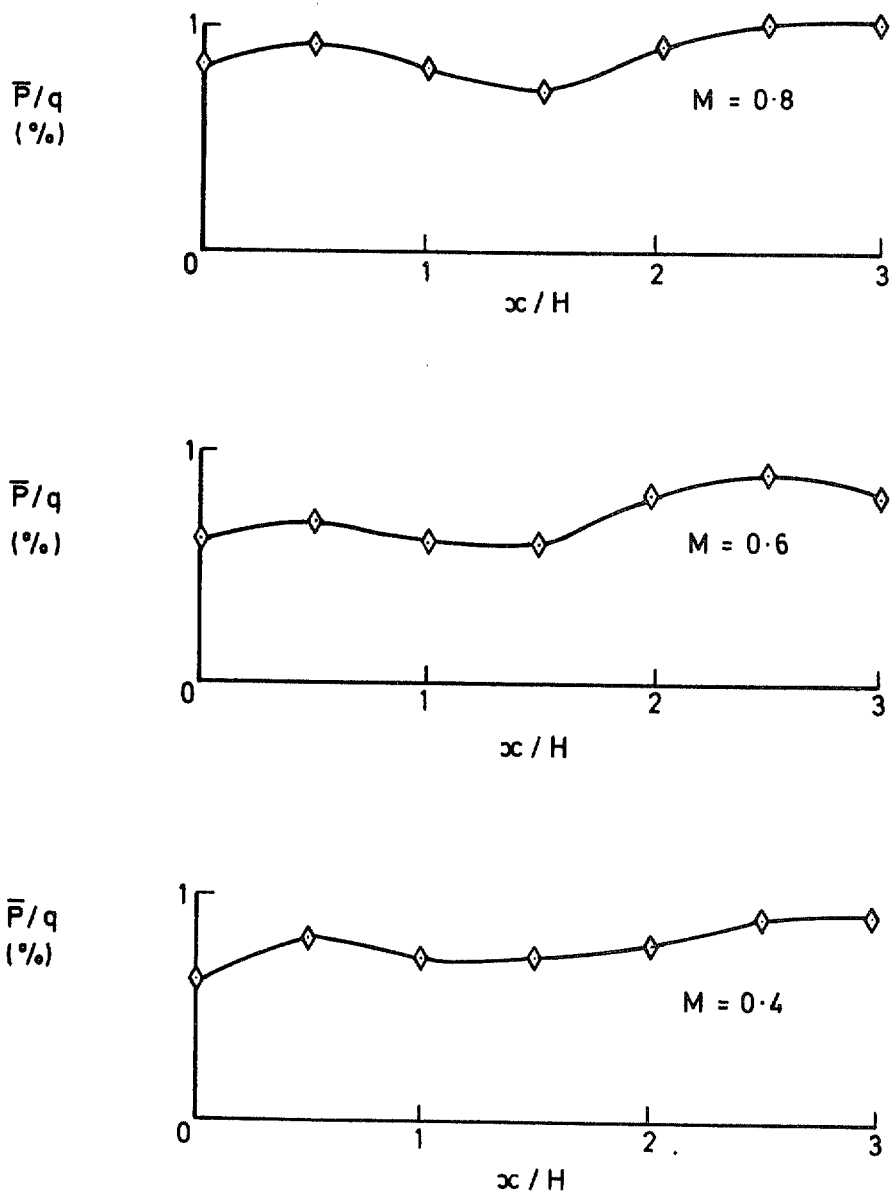 1
P̅/q
(%)
M = 0·8
0
1
2
3
x/H
1
P̅/q
(%)
M = 0·6
0
1
2
3
x/H
1
P̅/q
(%)
M = 0·4
0
1
2
3
x/H